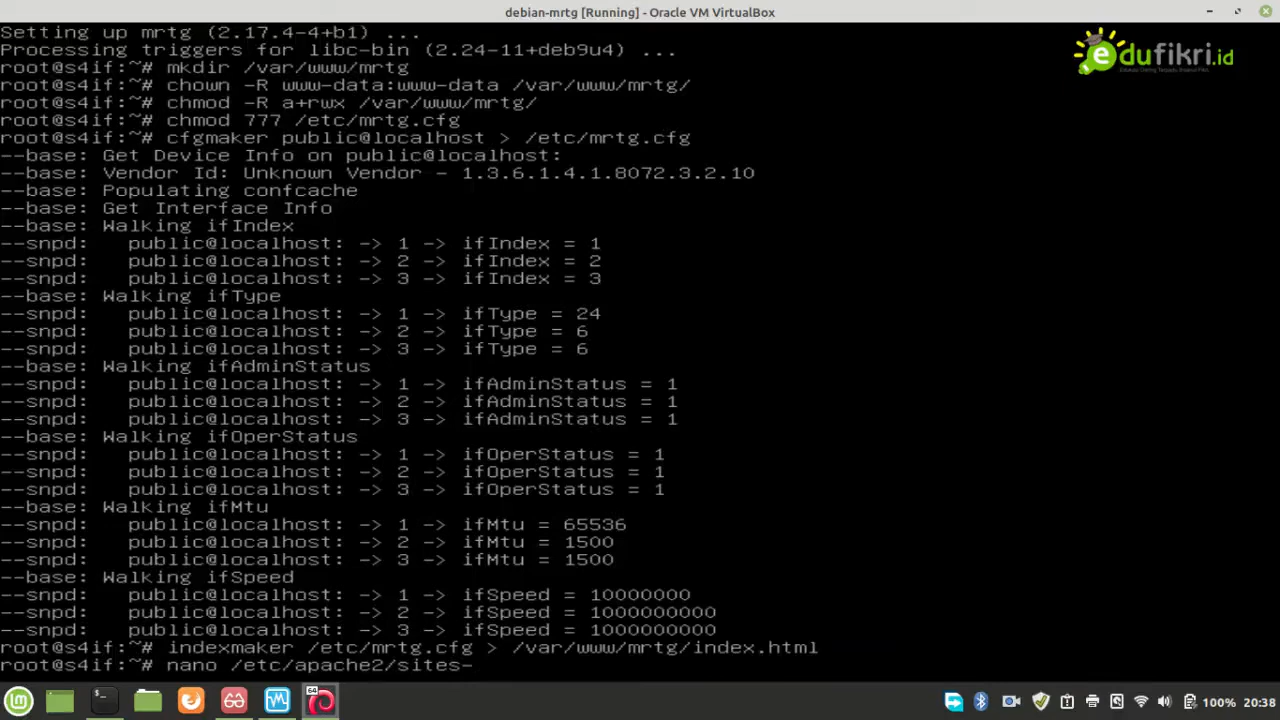 debian-mrtg [Running] - Oracle VM VirtualBox
Setting up mrtg (2.17.4-4+b1) ...
Processing triggers for libc-bin (2.24-11+deb9u4) ...
root@s4if:~# mkdir /var/www/mrtg
root@s4if:~# chown -R www-data:www-data /var/www/mrtg/
root@s4if:~# chmod -R a+rwx /var/www/mrtg/
root@s4if:~# chmod 777 /etc/mrtg.cfg
root@s4if:~# cfgmaker public@localhost > /etc/mrtg.cfg
--base: Get Device Info on public@localhost:
--base: Vendor Id: Unknown Vendor - 1.3.6.1.4.1.8072.3.2.10
--base: Populating confcache
--base: Get Interface Info
--base: Walking ifIndex
--snpd:   public@localhost: -> 1 -> ifIndex = 1
--snpd:   public@localhost: -> 2 -> ifIndex = 2
--snpd:   public@localhost: -> 3 -> ifIndex = 3
--base: Walking ifType
--snpd:   public@localhost: -> 1 -> ifType = 24
--snpd:   public@localhost: -> 2 -> ifType = 6
--snpd:   public@localhost: -> 3 -> ifType = 6
--base: Walking ifAdminStatus
--snpd:   public@localhost: -> 1 -> ifAdminStatus = 1
--snpd:   public@localhost: -> 2 -> ifAdminStatus = 1
--snpd:   public@localhost: -> 3 -> ifAdminStatus = 1
--base: Walking ifOperStatus
--snpd:   public@localhost: -> 1 -> ifOperStatus = 1
--snpd:   public@localhost: -> 2 -> ifOperStatus = 1
--snpd:   public@localhost: -> 3 -> ifOperStatus = 1
--base: Walking ifMtu
--snpd:   public@localhost: -> 1 -> ifMtu = 65536
--snpd:   public@localhost: -> 2 -> ifMtu = 1500
--snpd:   public@localhost: -> 3 -> ifMtu = 1500
--base: Walking ifSpeed
--snpd:   public@localhost: -> 1 -> ifSpeed = 10000000
--snpd:   public@localhost: -> 2 -> ifSpeed = 1000000000
--snpd:   public@localhost: -> 3 -> ifSpeed = 1000000000
root@s4if:~# indexmaker /etc/mrtg.cfg > /var/www/mrtg/index.html
root@s4if:~# nano /etc/apache2/sites-
edufikri.id
64
100% 20:38